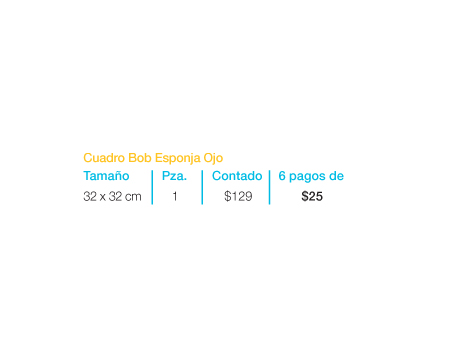 Cuadro Bob Esponja Ojo
Tamaño Pza. Contado 6 pagos de
32 x 32 cm 1 $129 $25